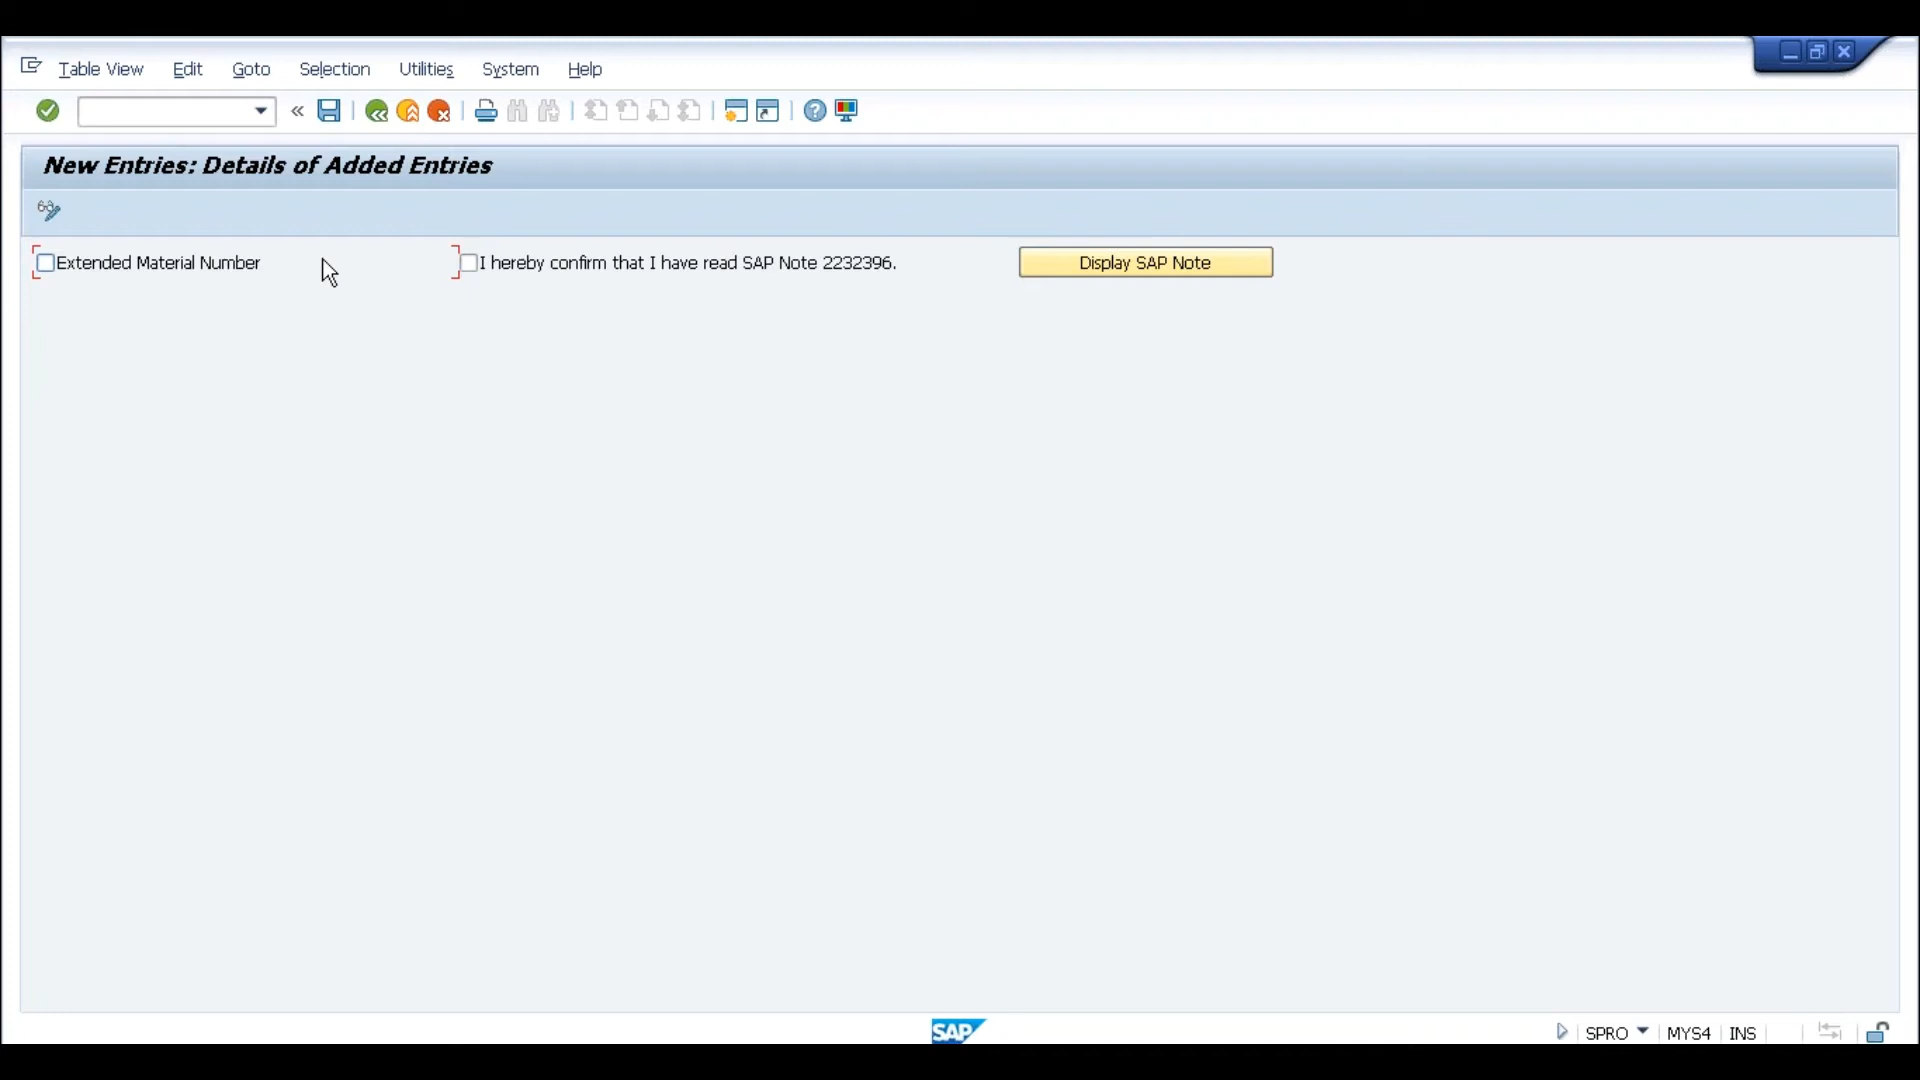 Table View Edit Goto Selection Utilities System Help
New Entries: Details of Added Entries
Extended Material Number I hereby confirm that I have read SAP Note 2232396. Display SAP Note
SAP SPRO MYS4 INS